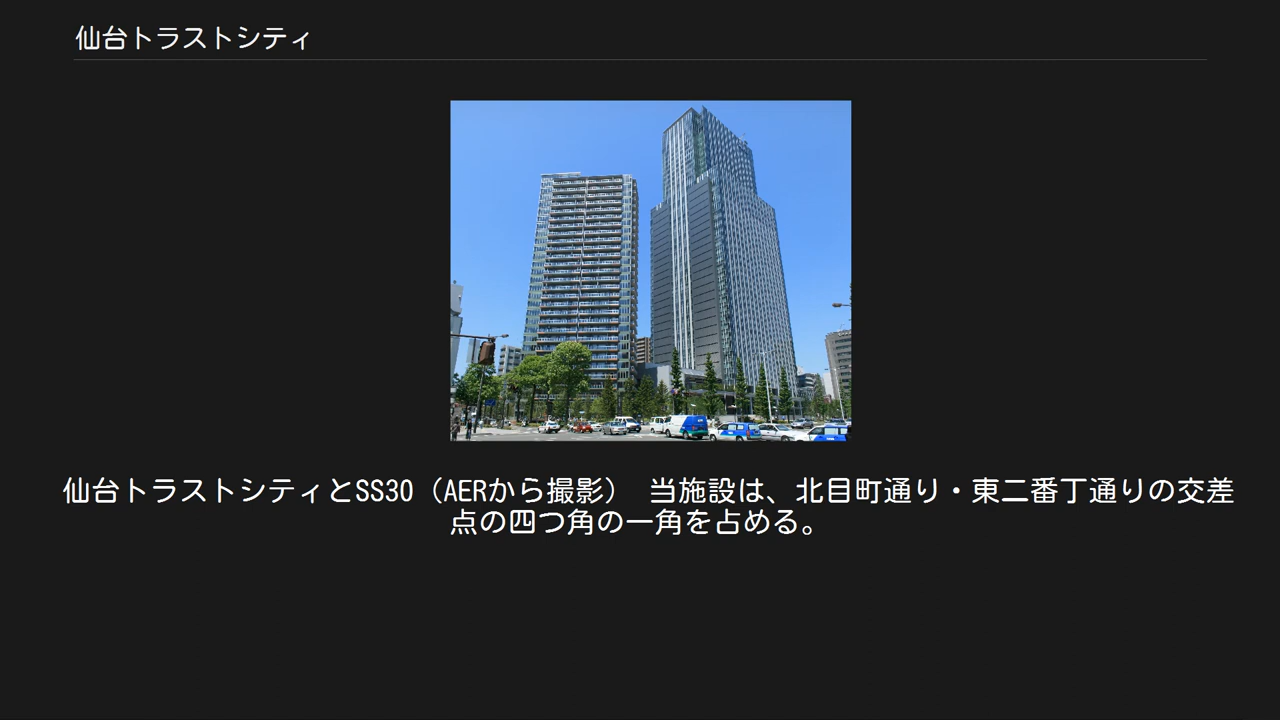 仙台トラストシティ
仙台トラストシティとSS30（AERから撮影） 当施設は、北目町通り・東二番丁通りの交差
点の四つ角の一角を占める。